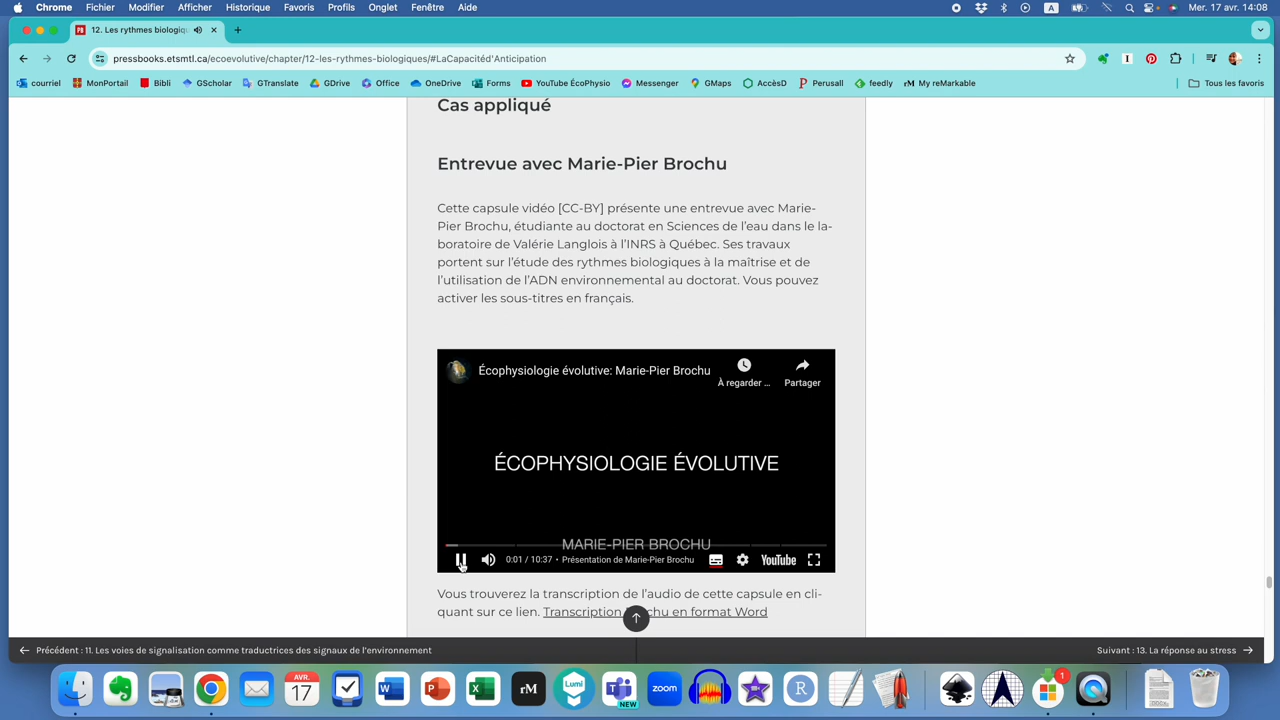 Chrome Fichier Modifier Afficher Historique Favoris Profils Onglet Fenêtre Aide A Mer. 17 avr. 14:08
12. Les rythmes biologiqu
pressbooks.etsmtl.ca/ecoevolutive/chapter/12-les-rythmes-biologiques/#LaCapacitéd'Anticipation
courriel MonPortail Bibli GScholar GTranslate GDrive Office OneDrive Forms YouTube ÉcoPhysio Messenger GMaps AccèsD Perusall feedly rM My reMarkable Tous les favoris
Cas appliqué
Entrevue avec Marie-Pier Brochu
Cette capsule vidéo [CC-BY] présente une entrevue avec Marie-
Pier Brochu, étudiante au doctorat en Sciences de l'eau dans le la-
boratoire de Valérie Langlois à l'INRS à Québec. Ses travaux
portent sur l'étude des rythmes biologiques à la maîtrise et de
l'utilisation de l'ADN environnemental au doctorat. Vous pouvez
activer les sous-titres en français.
Écophysiologie évolutive: Marie-Pier Brochu
À regarder ... Partager
ÉCOPHYSIOLOGIE ÉVOLUTIVE
MARIE-PIER BROCHU
0:01 / 10:37 • Présentation de Marie-Pier Brochu YouTube
Vous trouverez la transcription de l'audio de cette capsule en cli-
quant sur ce lien. Transcription chu en format Word
Précédent : 11. Les voies de signalisation comme traductrices des signaux de l'environnement Suivant : 13. La réponse au stress
AVR. 17 W P X rM Lumi NEW zoom R 1 .DOCX